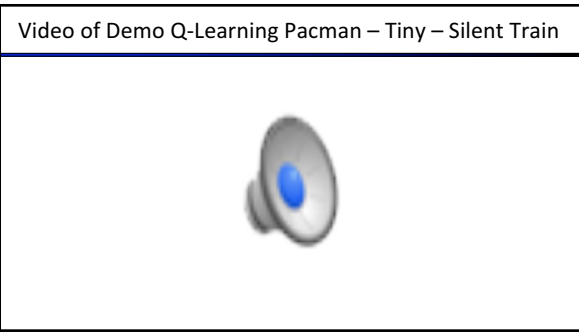 Video of Demo Q-Learning Pacman – Tiny – Silent Train